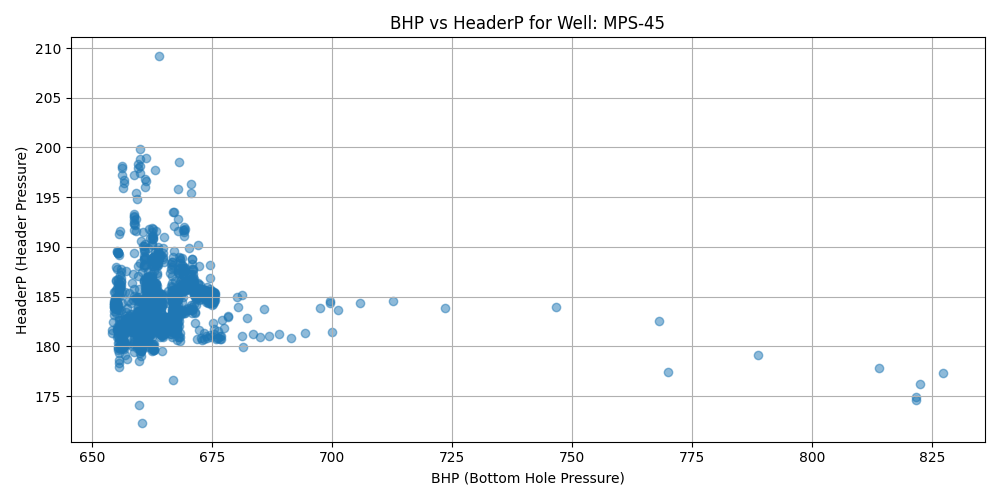 BHP vs HeaderP for Well: MPS-45
HeaderP (Header Pressure)
210
205
200
195
190
185
180
175
650 675 700 725 750 775 800 825
BHP (Bottom Hole Pressure)